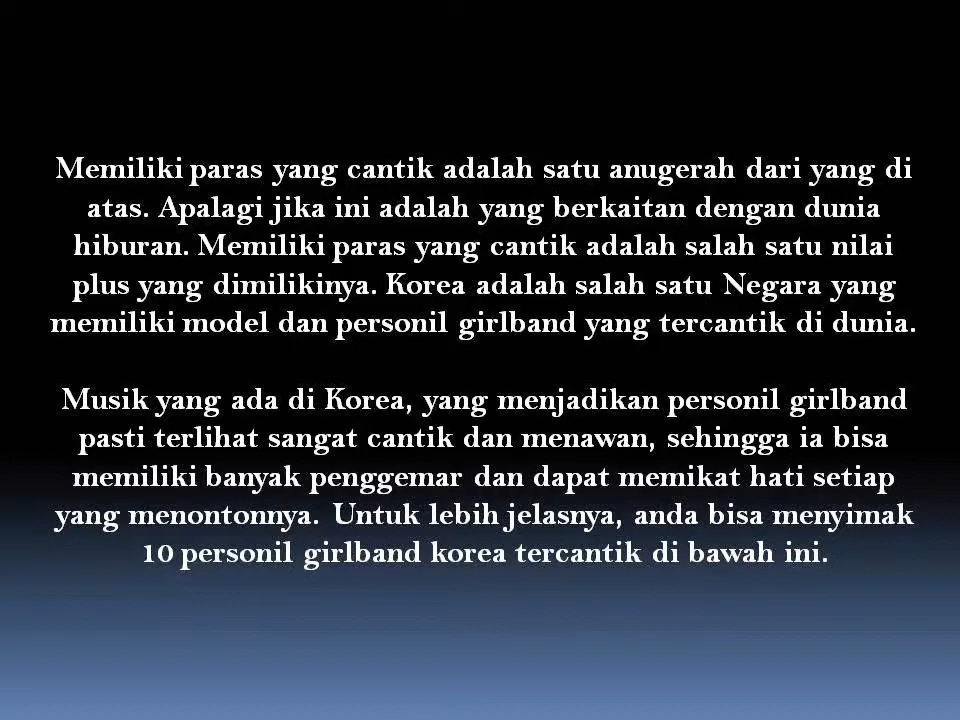 Memiliki paras yang cantik adalah satu anugerah dari yang di
atas. Apalagi jika ini adalah yang berkaitan dengan dunia
hiburan. Memiliki paras yang cantik adalah salah satu nilai
plus yang dimilikinya. Korea adalah salah satu Negara yang
memiliki model dan personil girlband yang tercantik di dunia.
Musik yang ada di Korea, yang menjadikan personil girlband
pasti terlihat sangat cantik dan menawan, sehingga ia bisa
memiliki banyak penggemar dan dapat memikat hati setiap
yang menontonnya. Untuk lebih jelasnya, anda bisa menyimak
10 personil girlband korea tercantik di bawah ini.